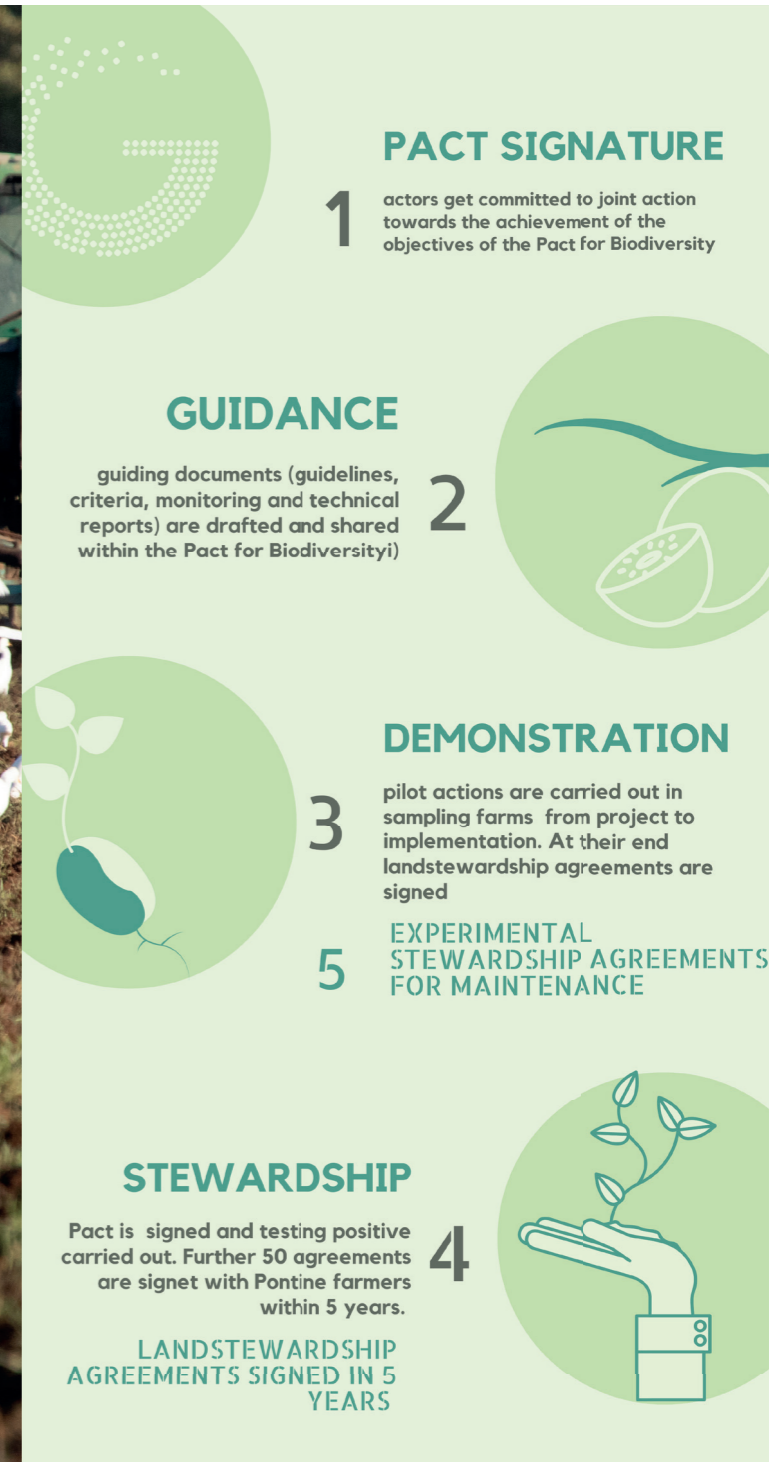 PACT SIGNATURE
1
actors get committed to joint action
towards the achievement of the
objectives of the Pact for Biodiversity
GUIDANCE
guiding documents (guidelines,
criteria, monitoring and technical
reports) are drafted and shared
within the Pact for Biodiversityi)
2
DEMONSTRATION
3
pilot actions are carried out in
sampling farms from project to
implementation. At their end
landstewardship agreements are
signed
5
EXPERIMENTAL
STEWARDSHIP AGREEMENTS
FOR MAINTENANCE
STEWARDSHIP
Pact is signed and testing positive
carried out. Further 50 agreements
are signet with Pontine farmers
within 5 years.
4
LANDSTEWARDSHIP
AGREEMENTS SIGNED IN 5
YEARS